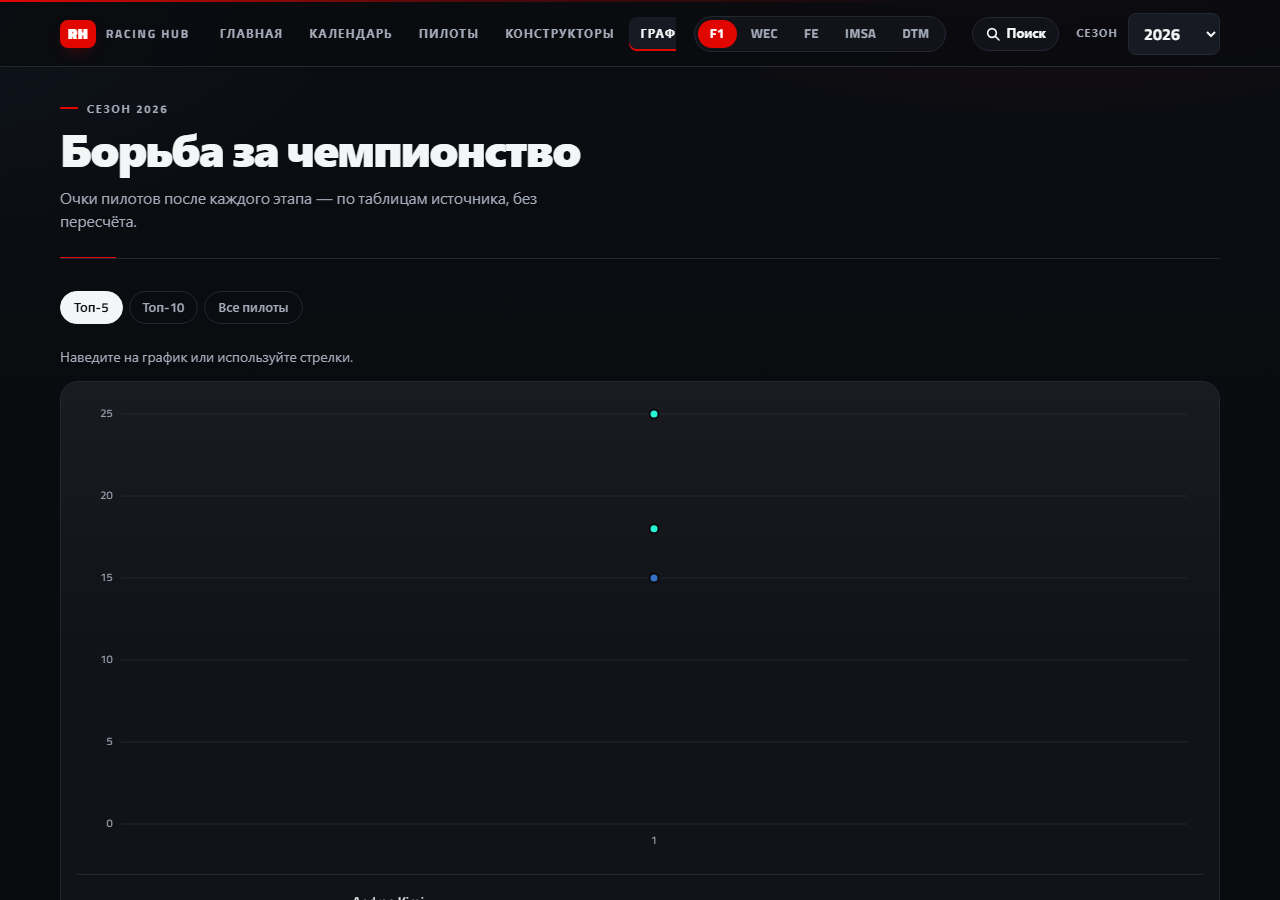 RH RACING HUB ГЛАВНАЯ КАЛЕНДАРЬ ПИЛОТЫ КОНСТРУКТОРЫ ГРАФ F1 WEC FE IMSA DTM Поиск СЕЗОН 2026
СЕЗОН 2026
Борьба за чемпионство
Очки пилотов после каждого этапа — по таблицам источника, без
пересчёта.
Топ-5 Топ-10 Все пилоты
Наведите на график или используйте стрелки.
25
20
15
10
5
0
1